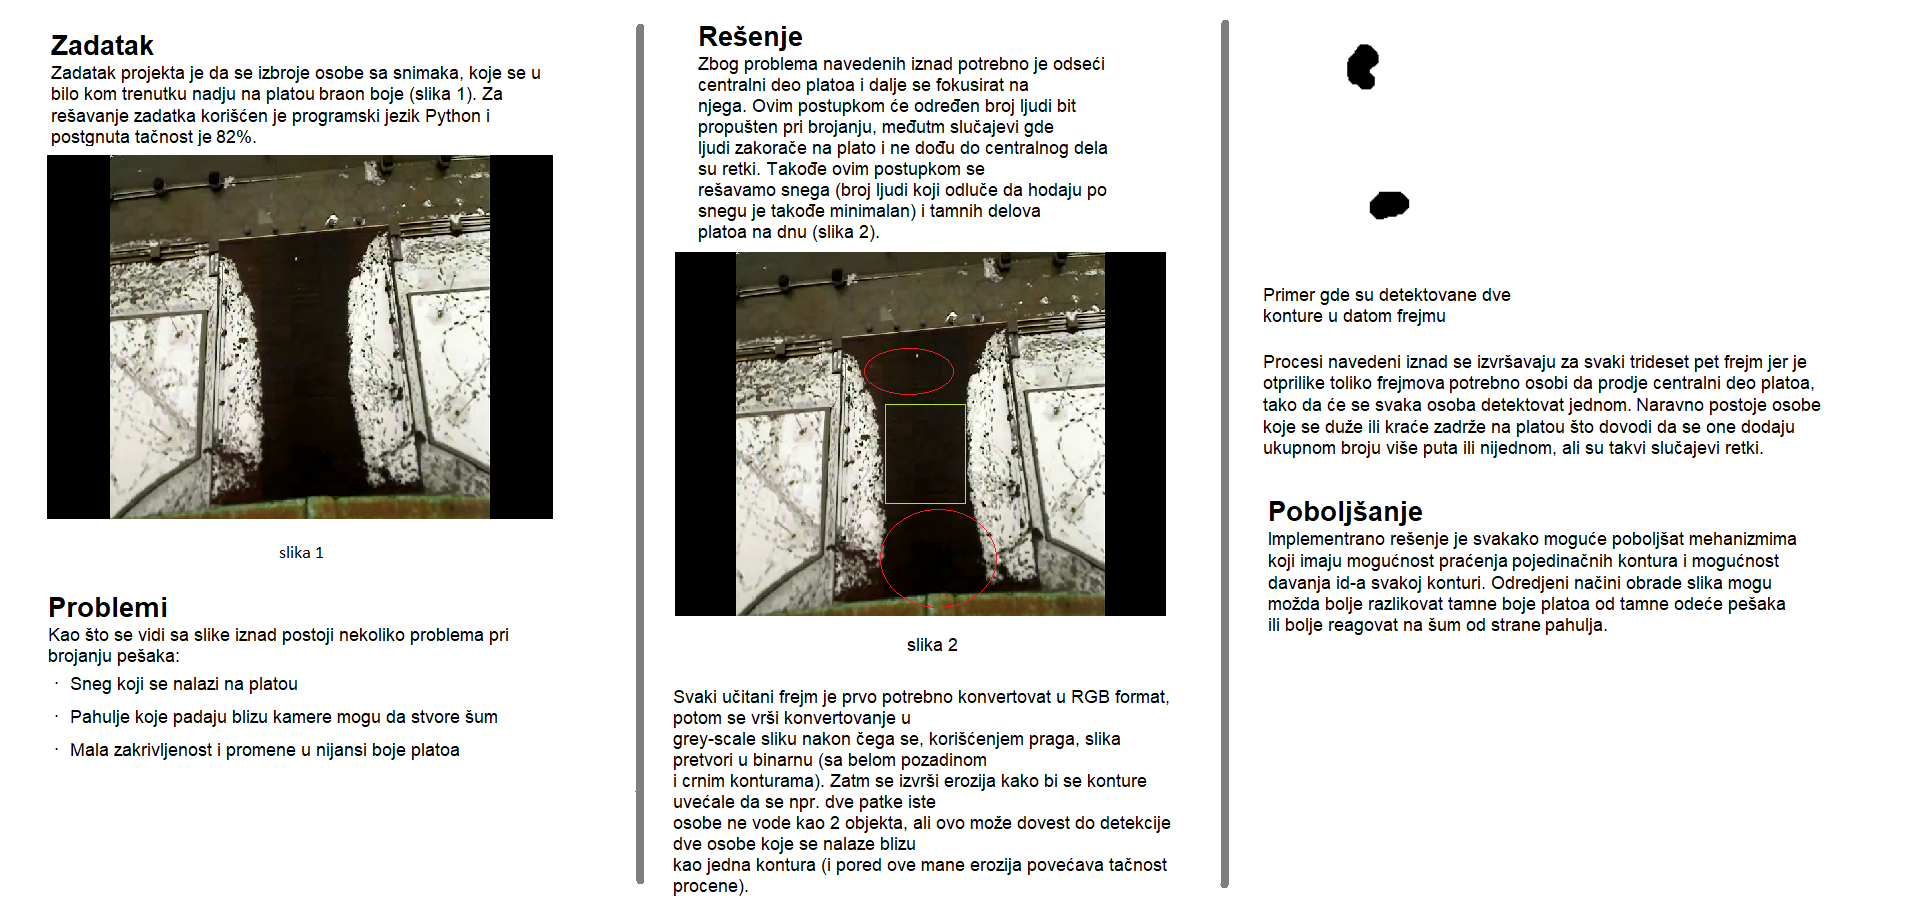 Zadatak
Zadatak projekta je da se izbroje osobe sa snimaka, koje se u
bilo kom trenutku nadju na platou braon boje (slika 1). Za
rešavanje zadatka korišćen je programski jezik Python i
postgnuta tačnost je 82%.
slika 1
Problemi
Kao što se vidi sa slike iznad postoji nekoliko problema pri
brojanju pešaka:
· Sneg koji se nalazi na platou
· Pahulje koje padaju blizu kamere mogu da stvore šum
· Mala zakrivljenost i promene u nijansi boje platoa
Rešenje
Zbog problema navedenih iznad potrebno je odseći
centralni deo platoa i dalje se fokusirat na
njega. Ovim postupkom će određen broj ljudi bit
propušten pri brojanju, međutm slučajevi gde
ljudi zakorače na plato i ne dođu do centralnog dela
su retki. Takođe ovim postupkom se
rešavamo snega (broj ljudi koji odluče da hodaju po
snegu je takođe minimalan) i tamnih delova
platoa na dnu (slika 2).
slika 2
Svaki učitani frejm je prvo potrebno konvertovat u RGB format,
potom se vrši konvertovanje u
grey-scale sliku nakon čega se, korišćenjem praga, slika
pretvori u binarnu (sa belom pozadinom
i crnim konturama). Zatm se izvrši erozija kako bi se konture
uvećale da se npr. dve patke iste
osobe ne vode kao 2 objekta, ali ovo može dovest do detekcije
dve osobe koje se nalaze blizu
kao jedna kontura (i pored ove mane erozija povećava tačnost
procene).
Primer gde su detektovane dve
konture u datom frejmu
Procesi navedeni iznad se izvršavaju za svaki trideset pet frejm jer je
otprilike toliko frejmova potrebno osobi da prodje centralni deo platoa,
tako da će se svaka osoba detektovat jednom. Naravno postoje osobe
koje se duže ili kraće zadrže na platou što dovodi da se one dodaju
ukupnom broju više puta ili nijednom, ali su takvi slučajevi retki.
Poboljšanje
Implementrano rešenje je svakako moguće poboljšat mehanizmima
koji imaju mogućnost praćenja pojedinačnih kontura i mogućnost
davanja id-a svakoj konturi. Odredjeni načini obrade slika mogu
možda bolje razlikovat tamne boje platoa od tamne odeće pešaka
ili bolje reagovat na šum od strane pahulja.